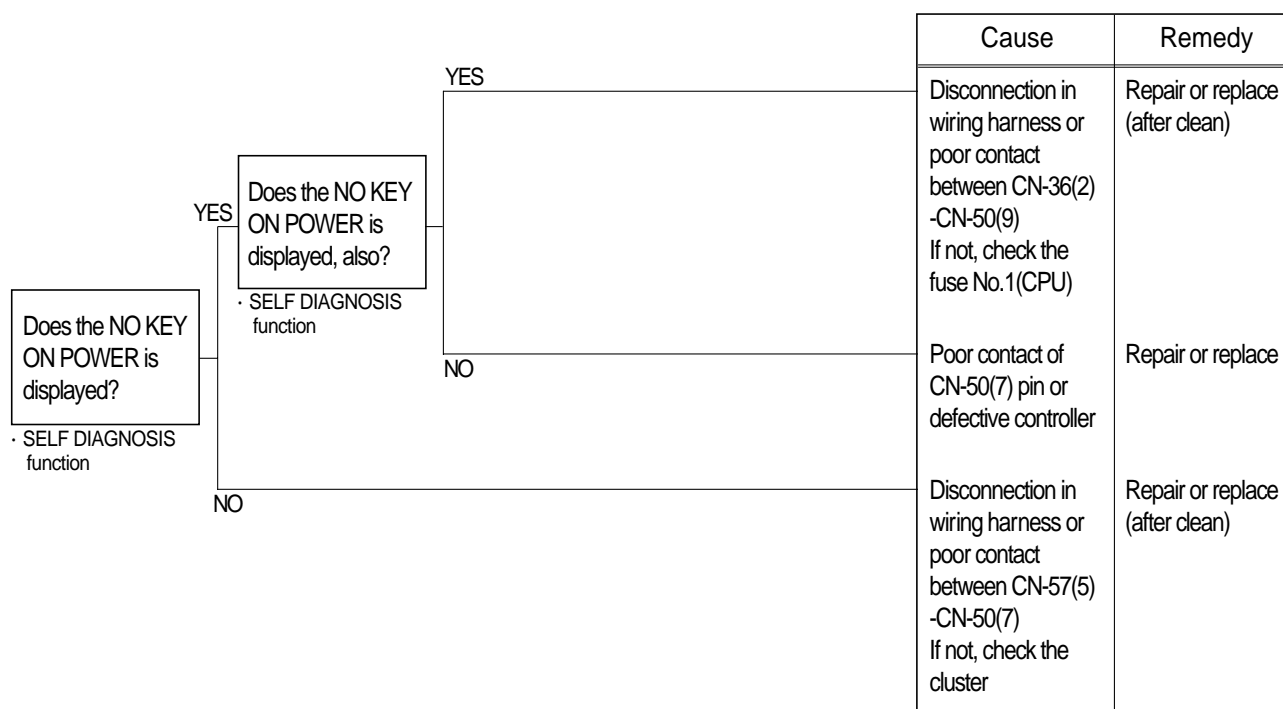 Cause
Remedy
YES
Disconnection in
wiring harness or
poor contact
between CN-36(2)
-CN-50(9)
If not, check the
fuse No.1(CPU)
Repair or replace
(after clean)
YES
Does the NO KEY
ON POWER is
displayed, also?
· SELF DIAGNOSIS
function
Does the NO KEY
ON POWER is
displayed?
· SELF DIAGNOSIS
function
NO
Poor contact of
CN-50(7) pin or
defective controller
Repair or replace
NO
Disconnection in
wiring harness or
poor contact
between CN-57(5)
-CN-50(7)
If not, check the
cluster
Repair or replace
(after clean)